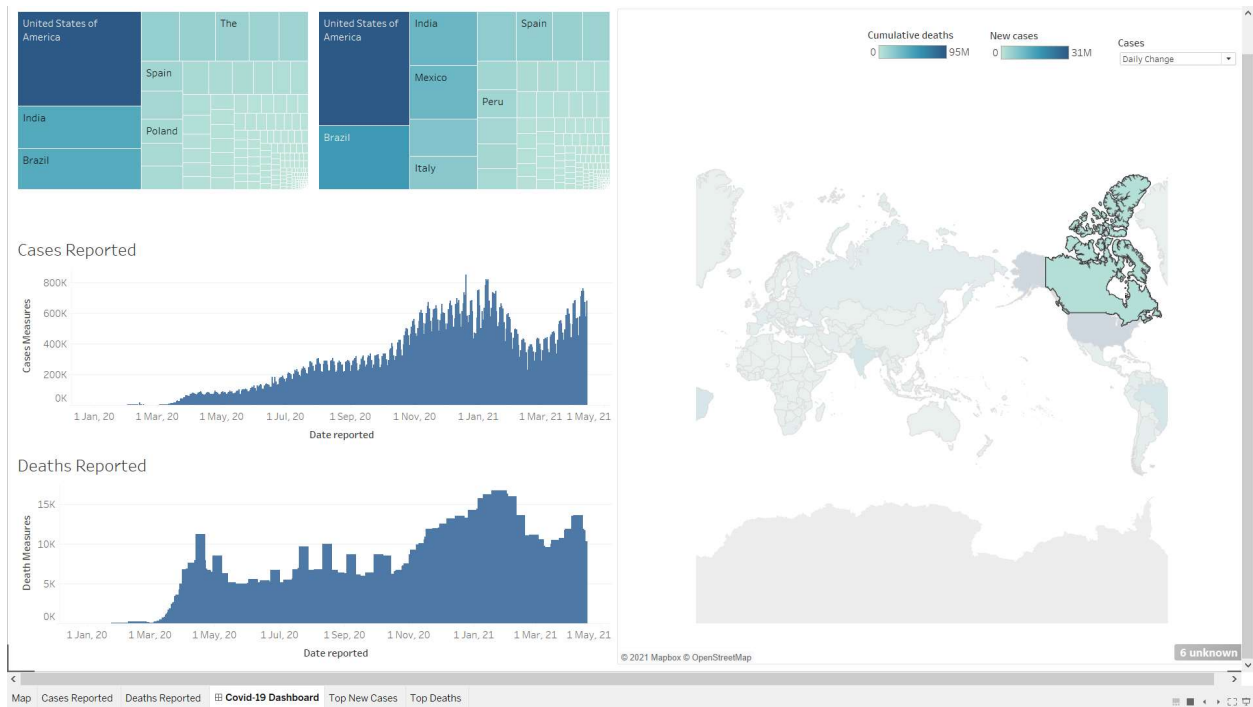 United States of
America
The
Spain
India
Poland
Brazil
United States of
America
India
Spain
Mexico
Peru
Brazil
Italy
Cumulative deaths
0 95M
New cases
0 31M
Cases
Daily Change
Cases Reported
Cases Measures
800K
600K
400K
200K
0K
1 Jan, 20 1 Mar, 20 1 May, 20 1 Jul, 20 1 Sep, 20 1 Nov, 20 1 Jan, 21 1 Mar, 21 1 May, 21
Date reported
Deaths Reported
Death Measures
15K
10K
5K
0K
1 Jan, 20 1 Mar, 20 1 May, 20 1 Jul, 20 1 Sep, 20 1 Nov, 20 1 Jan, 21 1 Mar, 21 1 May, 21
Date reported
© 2021 Mapbox © OpenStreetMap
6 unknown
Map Cases Reported Deaths Reported Covid-19 Dashboard Top New Cases Top Deaths